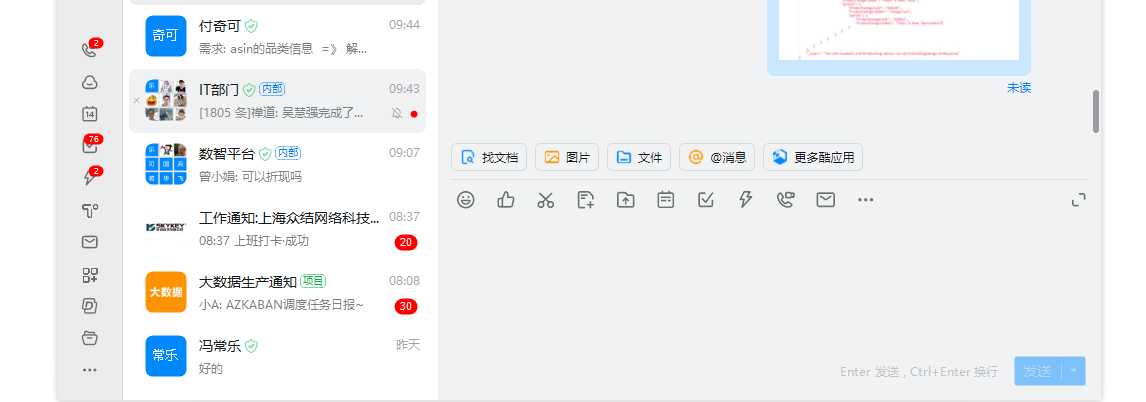 2
14
76
2
奇可
付奇可
09:44
需求: asin的品类信息 =》 解...
IT部门
内部
09:43
[1805 条]禅道: 吴慧强完成了...
数智平台
内部
09:07
曾小娟: 可以折现吗
SKYKEY
工作通知:上海众结网络科技...
08:37
08:37 上班打卡·成功
20
大数据
大数据生产通知
项目
08:08
小A: AZKABAN调度任务日报~
30
常乐
冯常乐
昨天
好的
未读
找文档
图片
文件
@消息
更多酷应用
Enter 发送 , Ctrl+Enter 换行
发送